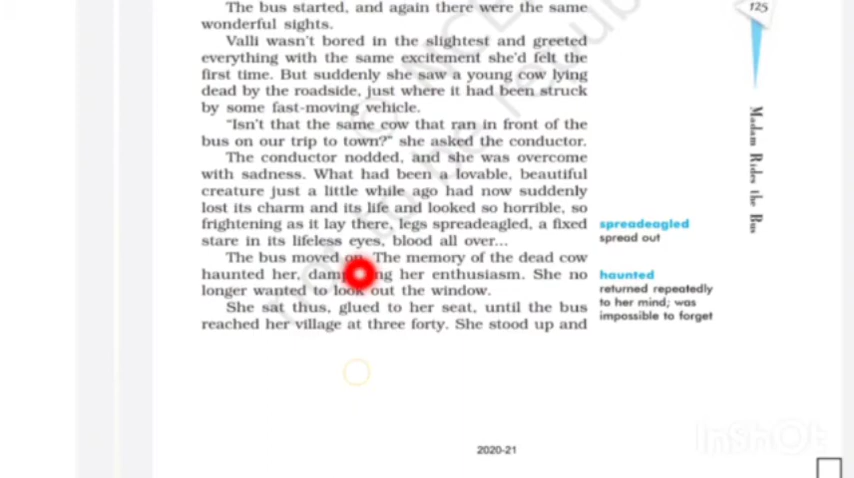 The bus started, and again there were the same
wonderful sights.
Valli wasn't bored in the slightest and greeted
everything with the same excitement she'd felt the
first time. But suddenly she saw a young cow lying
dead by the roadside, just where it had been struck
by some fast-moving vehicle.
"Isn't that the same cow that ran in front of the
bus on our trip to town?" she asked the conductor.
The conductor nodded, and she was overcome
with sadness. What had been a lovable, beautiful
creature just a little while ago had now suddenly
lost its charm and its life and looked so horrible, so
frightening as it lay there, legs spreadeagled, a fixed
stare in its lifeless eyes, blood all over...
The bus moved on. The memory of the dead cow
haunted her, her enthusiasm. She no
longer wanted to look out the window.
She sat thus, glued to her seat, until the bus
reached her village at three forty. She stood up and
125
Madam Rides the Bus
spreadeagled
spread out
haunted
returned repeatedly
to her mind; was
impossible to forget
2020-21
InShOt